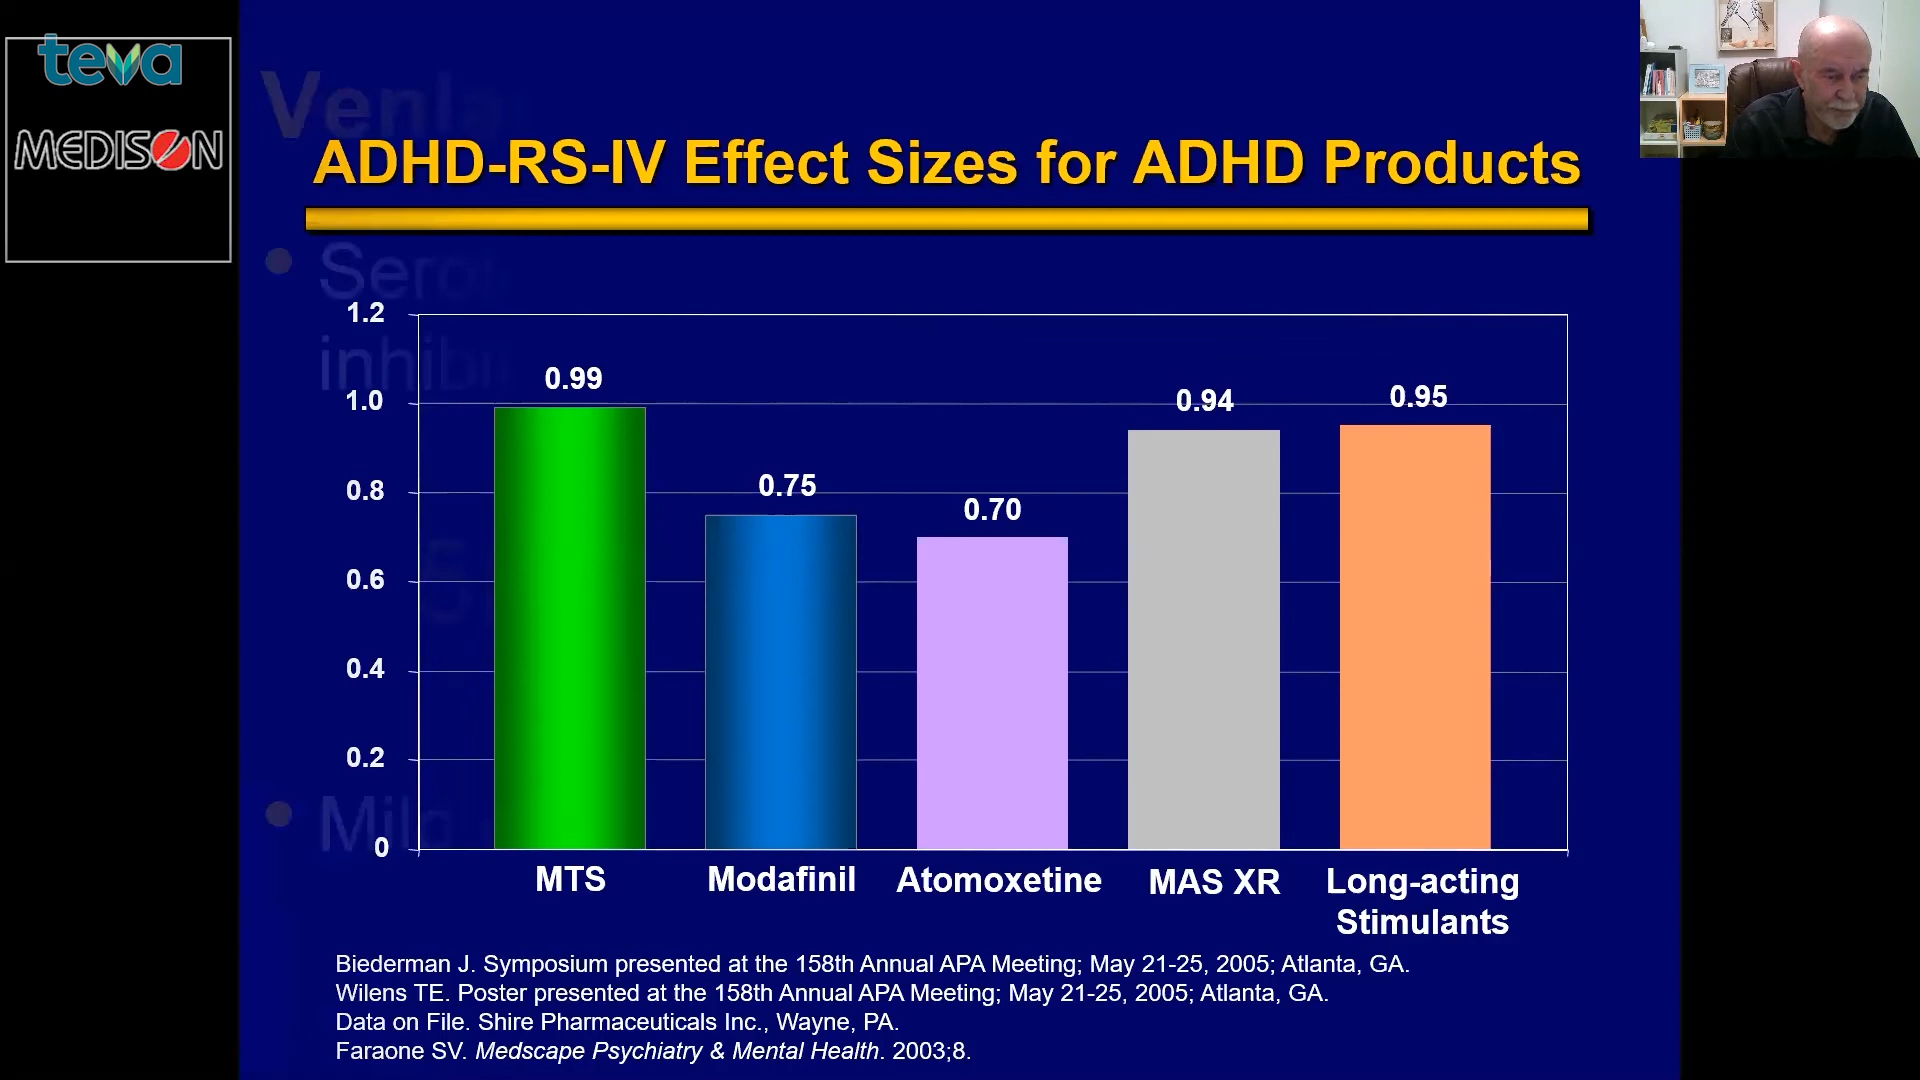 teva
MEDISON
ADHD-RS-IV Effect Sizes for ADHD Products
1.2
1.0
0.8
0.6
0.4
0.2
0
0.99
0.75
0.70
0.94
0.95
MTS
Modafinil
Atomoxetine
MAS XR
Long-acting
Stimulants
Biederman J. Symposium presented at the 158th Annual APA Meeting; May 21-25, 2005; Atlanta, GA.
Wilens TE. Poster presented at the 158th Annual APA Meeting; May 21-25, 2005; Atlanta, GA.
Data on File. Shire Pharmaceuticals Inc., Wayne, PA.
Faraone SV. Medscape Psychiatry & Mental Health. 2003;8.